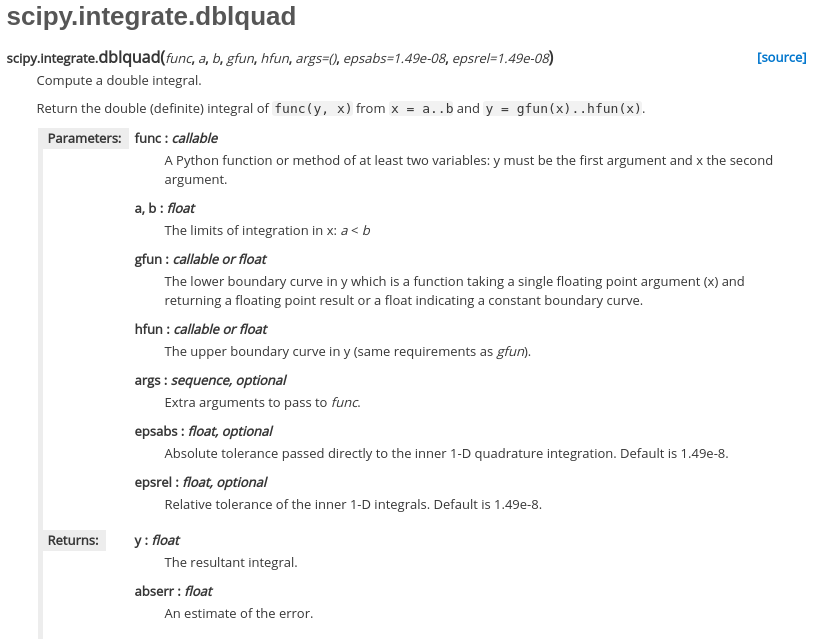 scipy.integrate.dblquad
scipy.integrate.dblquad(func, a, b, gfun, hfun, args=(), epsabs=1.49e-08, epsrel=1.49e-08) [source]
Compute a double integral.
Return the double (definite) integral of func(y, x) from x = a..b and y = gfun(x)..hfun(x).
Parameters: func : callable
A Python function or method of at least two variables: y must be the first argument and x the second
argument.
a, b : float
The limits of integration in x: a < b
gfun : callable or float
The lower boundary curve in y which is a function taking a single floating point argument (x) and
returning a floating point result or a float indicating a constant boundary curve.
hfun : callable or float
The upper boundary curve in y (same requirements as gfun).
args : sequence, optional
Extra arguments to pass to func.
epsabs : float, optional
Absolute tolerance passed directly to the inner 1-D quadrature integration. Default is 1.49e-8.
epsrel : float, optional
Relative tolerance of the inner 1-D integrals. Default is 1.49e-8.
Returns: y : float
The resultant integral.
abserr : float
An estimate of the error.